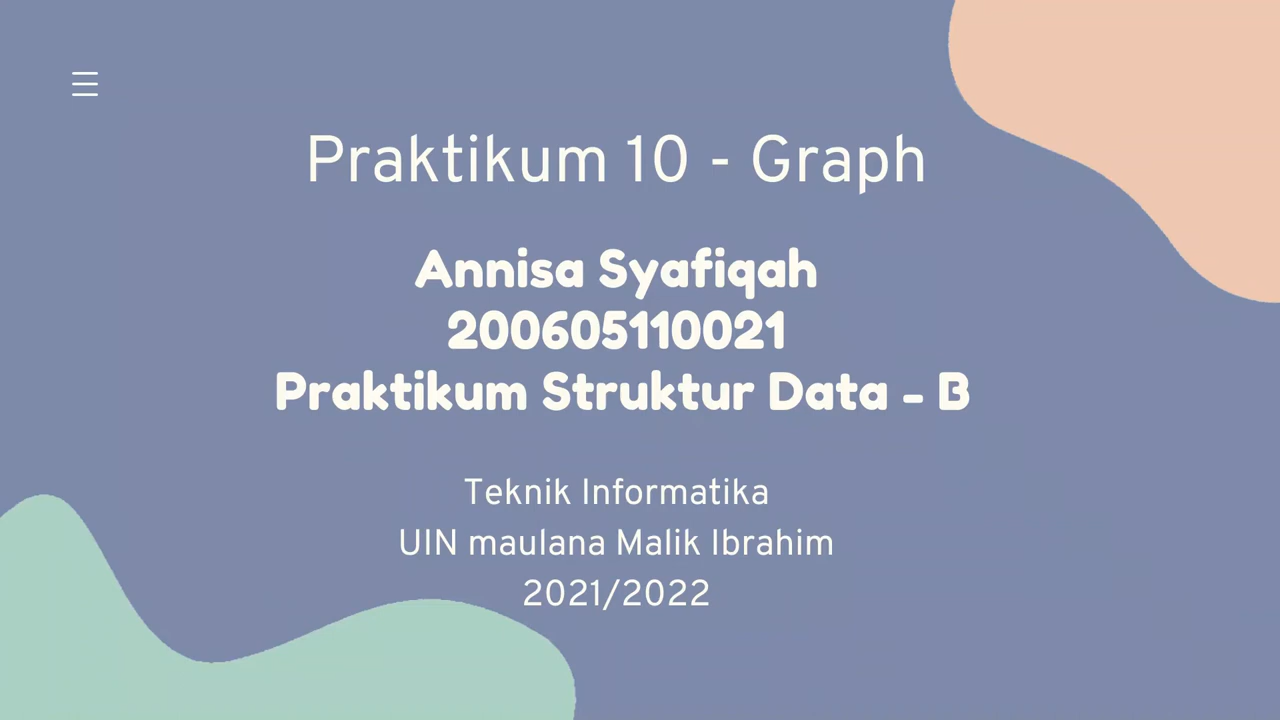 Praktikum 10 - Graph
Annisa Syafiqah
200605110021
Praktikum Struktur Data - B
Teknik Informatika
UIN maulana Malik Ibrahim
2021/2022